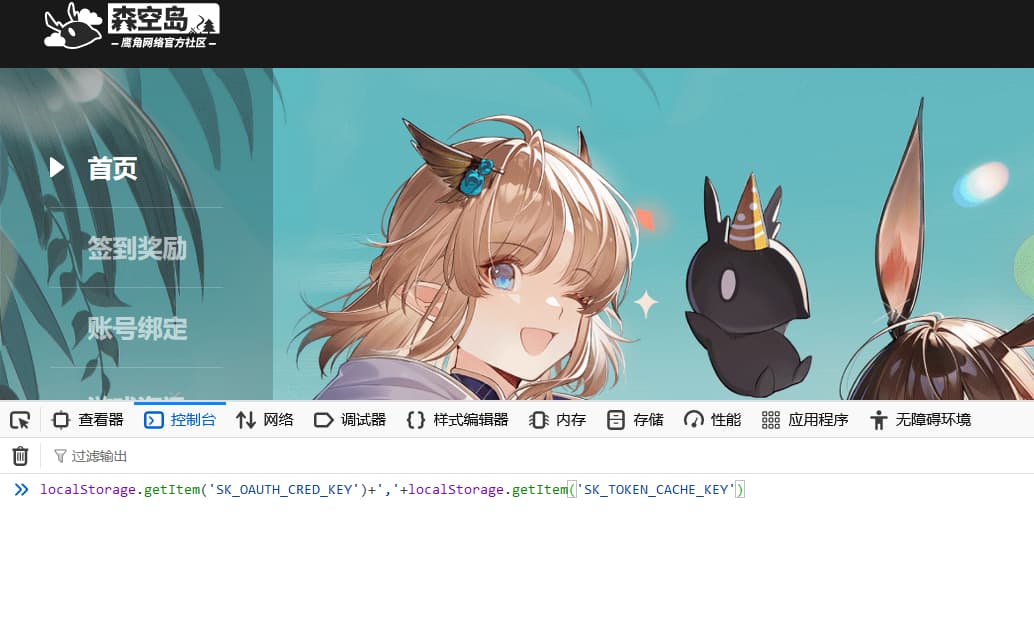 森空岛
鹰角网络官方社区
首页
签到奖励
账号绑定
查看器 控制台 网络 调试器 样式编辑器 内存 存储 性能 应用程序 无障碍环境
过滤输出
localStorage.getItem('SK_OAUTH_CRED_KEY')+','+localStorage.getItem('SK_TOKEN_CACHE_KEY')